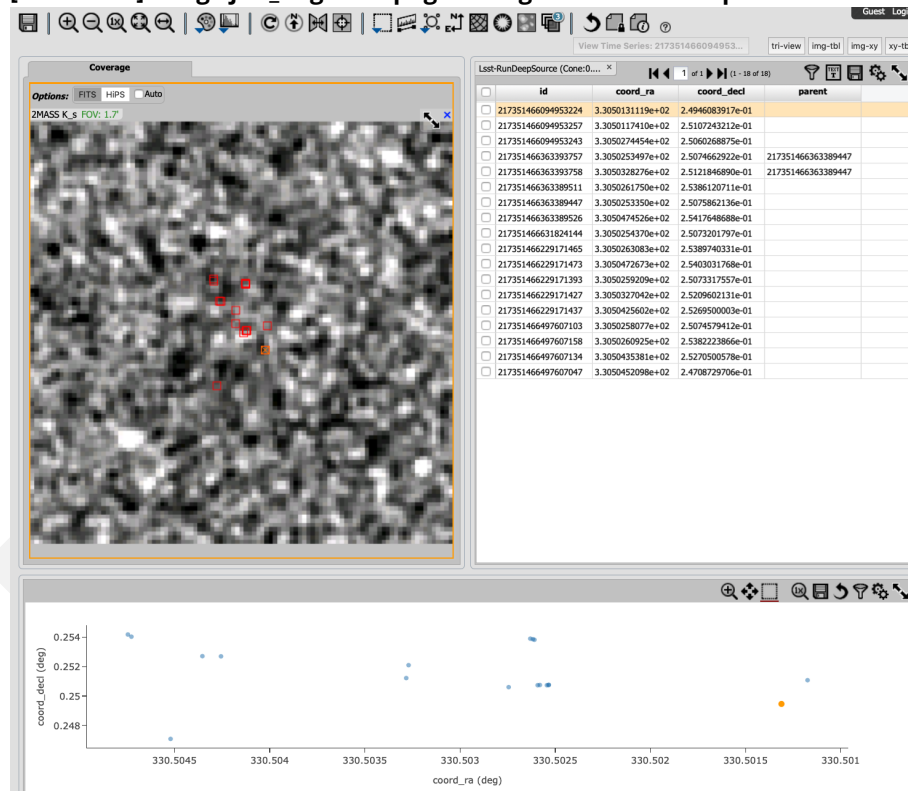 Guest
View Time Series: 217351466094953...
tri-view
img-tbl
img-xy
Coverage
Options: FITS HiPS Auto
2MASS K_s FOV: 1.7'
Lsst-RunDeepSource (Cone:0.... ×
1 of 1 (1 - 18 of 18)
id coord_ra coord_decl parent
217351466094953224 3.3050131119e+02 2.4946083917e-01
217351466094953257 3.3050117410e+02 2.5107243212e-01
217351466094953243 3.3050274454e+02 2.5060268875e-01
217351466363393757 3.3050253497e+02 2.5074662922e-01 217351466363389447
217351466363393758 3.3050328276e+02 2.5121846890e-01 217351466363389447
217351466363389511 3.3050261750e+02 2.5386120711e-01
217351466363389447 3.3050253350e+02 2.5075862136e-01
217351466363389526 3.3050474526e+02 2.5417648688e-01
217351466631824144 3.3050254370e+02 2.5073201797e-01
217351466229171465 3.3050263083e+02 2.5389740331e-01
217351466229171473 3.3050472673e+02 2.5403031768e-01
217351466229171393 3.3050259209e+02 2.5073317557e-01
217351466229171427 3.3050327042e+02 2.5209602131e-01
217351466229171437 3.3050425602e+02 2.5269500003e-01
217351466497607103 3.3050258077e+02 2.5074579412e-01
217351466497607158 3.3050260925e+02 2.5382223866e-01
217351466497607134 3.3050435381e+02 2.5270500578e-01
217351466497607047 3.3050452098e+02 2.4708729706e-01
coord_decl (deg)
0.254
0.252
0.25
0.248
330.5045 330.504 330.5035 330.503 330.5025 330.502 330.5015 330.501
coord_ra (deg)